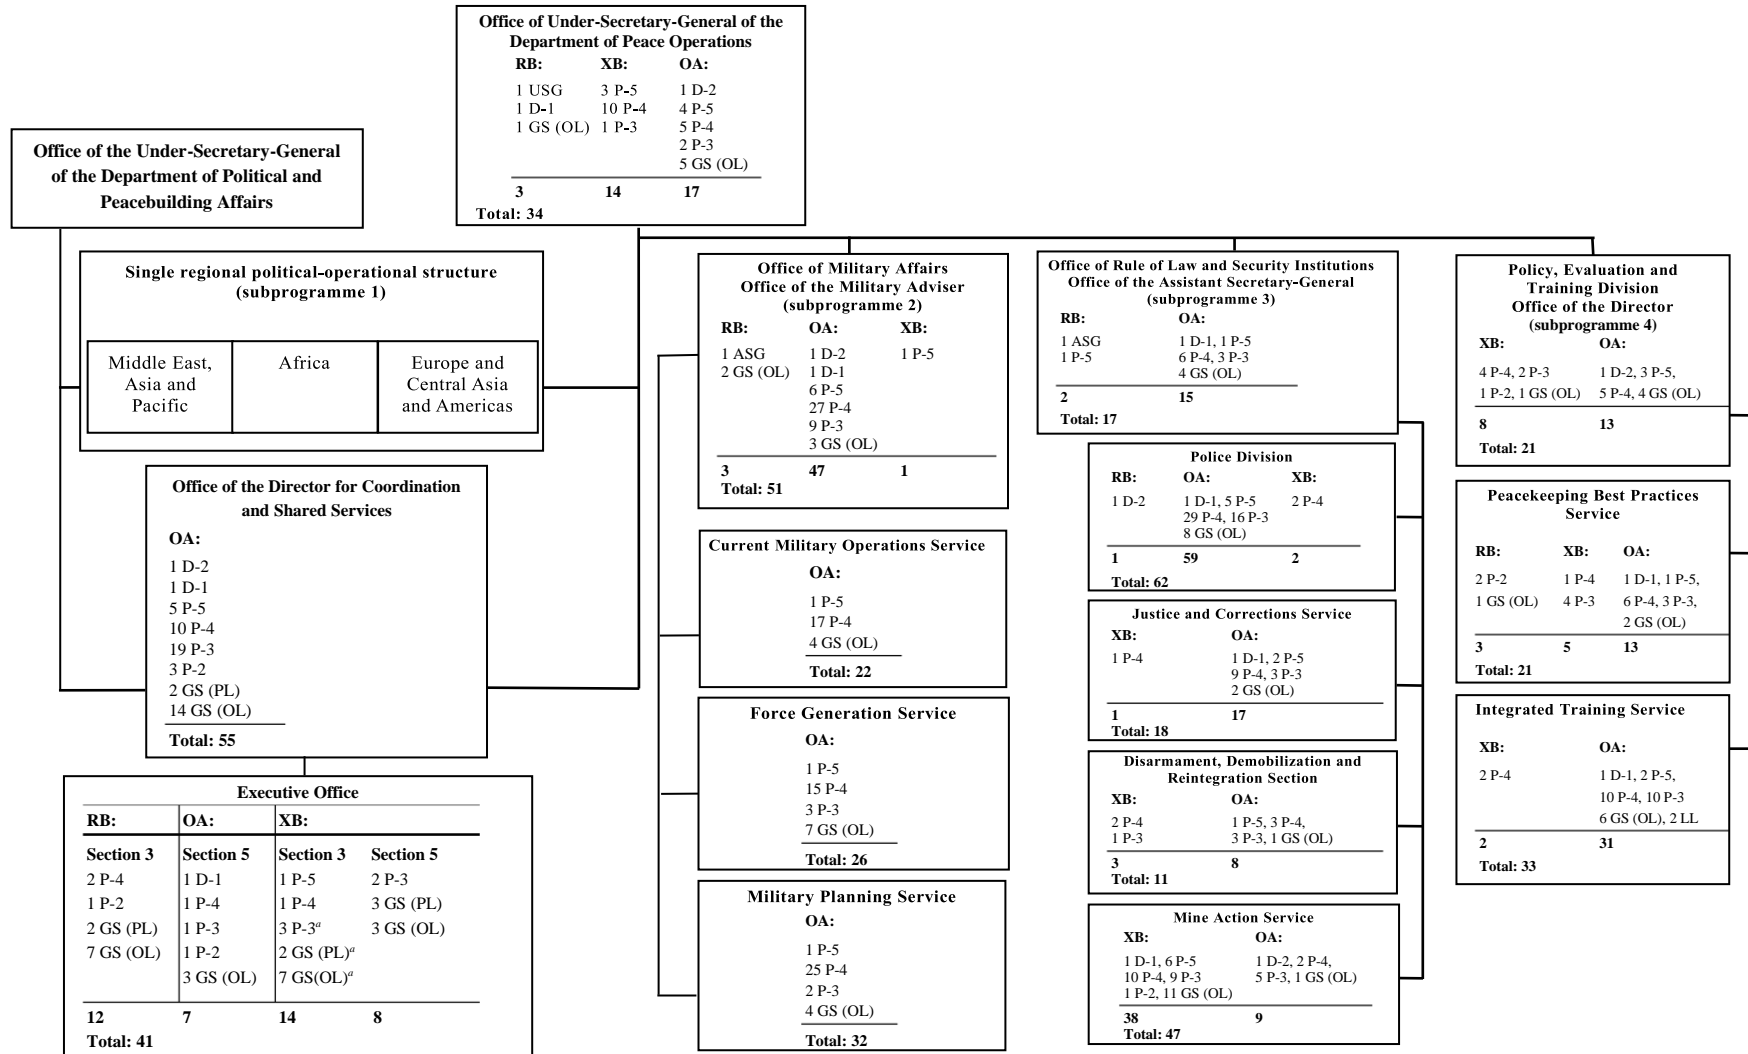 Office of Under-Secretary-General of the
Department of Peace Operations
RB: XB: OA:
1 USG 3 P-5 1 D-2
1 D-1 10 P-4 4 P-5
1 GS (OL) 1 P-3 5 P-4
2 P-3
5 GS (OL)
3 14 17
Total: 34
Office of the Under-Secretary-General
of the Department of Political and
Peacebuilding Affairs
Single regional political-operational structure
(subprogramme 1)
Middle East,
Asia and
Pacific
Africa
Europe and
Central Asia
and Americas
Office of the Director for Coordination
and Shared Services
OA:
1 D-2
1 D-1
5 P-5
10 P-4
19 P-3
3 P-2
2 GS (PL)
14 GS (OL)
Total: 55
Executive Office
RB: OA: XB:
Section 3 Section 5 Section 3 Section 5
2 P-4 1 D-1 1 P-5 2 P-3
1 P-2 1 P-4 1 P-4 3 GS (PL)
2 GS (PL) 1 P-3 3 P-3a 3 GS (OL)
7 GS (OL) 1 P-2 2 GS (PL)a
3 GS (OL) 7 GS(OL)a
12 7 14 8
Total: 41
Office of Military Affairs
Office of the Military Adviser
(subprogramme 2)
RB: OA: XB:
1 ASG 1 D-2 1 P-5
2 GS (OL) 1 D-1
6 P-5
27 P-4
9 P-3
3 GS (OL)
3 47 1
Total: 51
Current Military Operations Service
OA:
1 P-5
17 P-4
4 GS (OL)
Total: 22
Force Generation Service
OA:
1 P-5
15 P-4
3 P-3
7 GS (OL)
Total: 26
Military Planning Service
OA:
1 P-5
25 P-4
2 P-3
4 GS (OL)
Total: 32
Office of Rule of Law and Security Institutions
Office of the Assistant Secretary-General
(subprogramme 3)
RB: OA:
1 ASG 1 D-1, 1 P-5
1 P-5 6 P-4, 3 P-3
4 GS (OL)
2 15
Total: 17
Police Division
RB: OA: XB:
1 D-2 1 D-1, 5 P-5 2 P-4
29 P-4, 16 P-3
8 GS (OL)
1 59 2
Total: 62
Justice and Corrections Service
XB: OA:
1 P-4 1 D-1, 2 P-5
9 P-4, 3 P-3
2 GS (OL)
1 17
Total: 18
Disarmament, Demobilization and
Reintegration Section
XB: OA:
2 P-4 1 P-5, 3 P-4,
1 P-3 3 P-3, 1 GS (OL)
3 8
Total: 11
Mine Action Service
XB: OA:
1 D-1, 6 P-5 1 D-2, 2 P-4,
10 P-4, 9 P-3 5 P-3, 1 GS (OL)
1 P-2, 11 GS (OL)
38 9
Total: 47
Policy, Evaluation and
Training Division
Office of the Director
(subprogramme 4)
XB: OA:
4 P-4, 2 P-3 1 D-2, 3 P-5,
1 P-2, 1 GS (OL) 5 P-4, 4 GS (OL)
8 13
Total: 21
Peacekeeping Best Practices
Service
RB: XB: OA:
2 P-2 1 P-4 1 D-1, 1 P-5,
1 GS (OL) 4 P-3 6 P-4, 3 P-3,
2 GS (OL)
3 5 13
Total: 21
Integrated Training Service
XB: OA:
2 P-4 1 D-1, 2 P-5,
10 P-4, 10 P-3
6 GS (OL), 2 LL
2 31
Total: 33